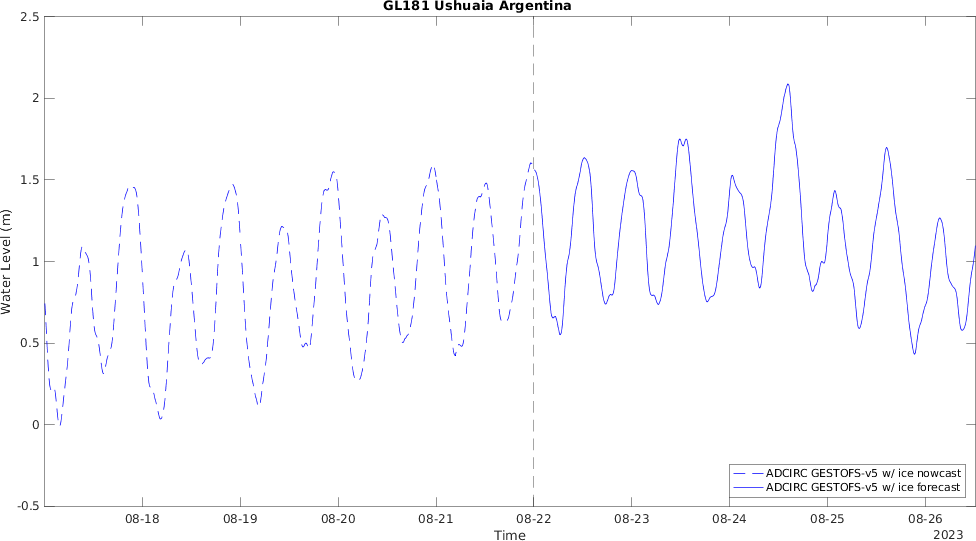 GL181 Ushuaia Argentina
2.5
2
1.5
1
0.5
0
-0.5
Water Level (m)
08-18 08-19 08-20 08-21 08-22 08-23 08-24 08-25 08-26
Time
2023
ADCIRC GESTOFS-v5 w/ ice nowcast
ADCIRC GESTOFS-v5 w/ ice forecast